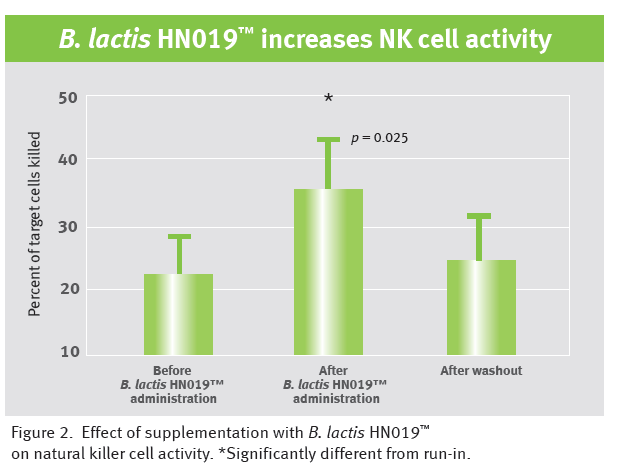 B. lactis HN019™ increases NK cell activity
Percent of target cells killed
50
40
30
20
10
*
p = 0.025
Before
B. lactis HN019™
administration
After
B. lactis HN019™
administration
After washout
Figure 2.  Effect of supplementation with B. lactis HN019™
on natural killer cell activity. *Significantly different from run-in.